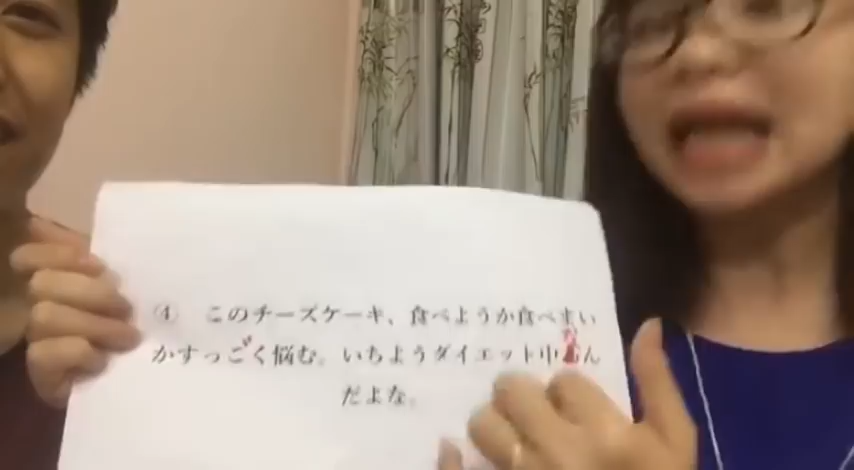 ④ このチーズケーキ、食べようか食べまい
かすっごく悩む。いちようダイエット中なん
だよな。